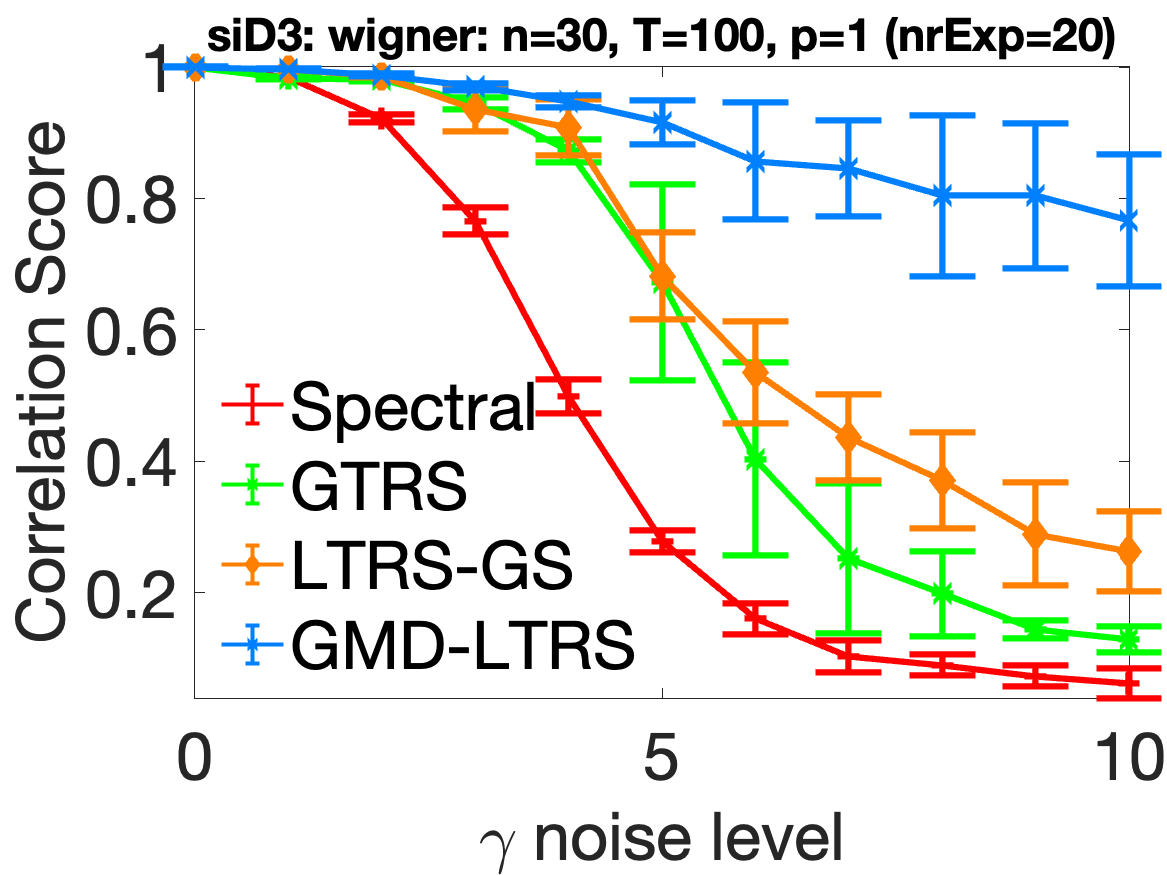 siD3: wigner: n=30, T=100, p=1 (nrExp=20)
1
0.8
0.6
0.4
0.2
Correlation Score
Spectral
GTRS
LTRS-GS
GMD-LTRS
0 5 10
γ noise level